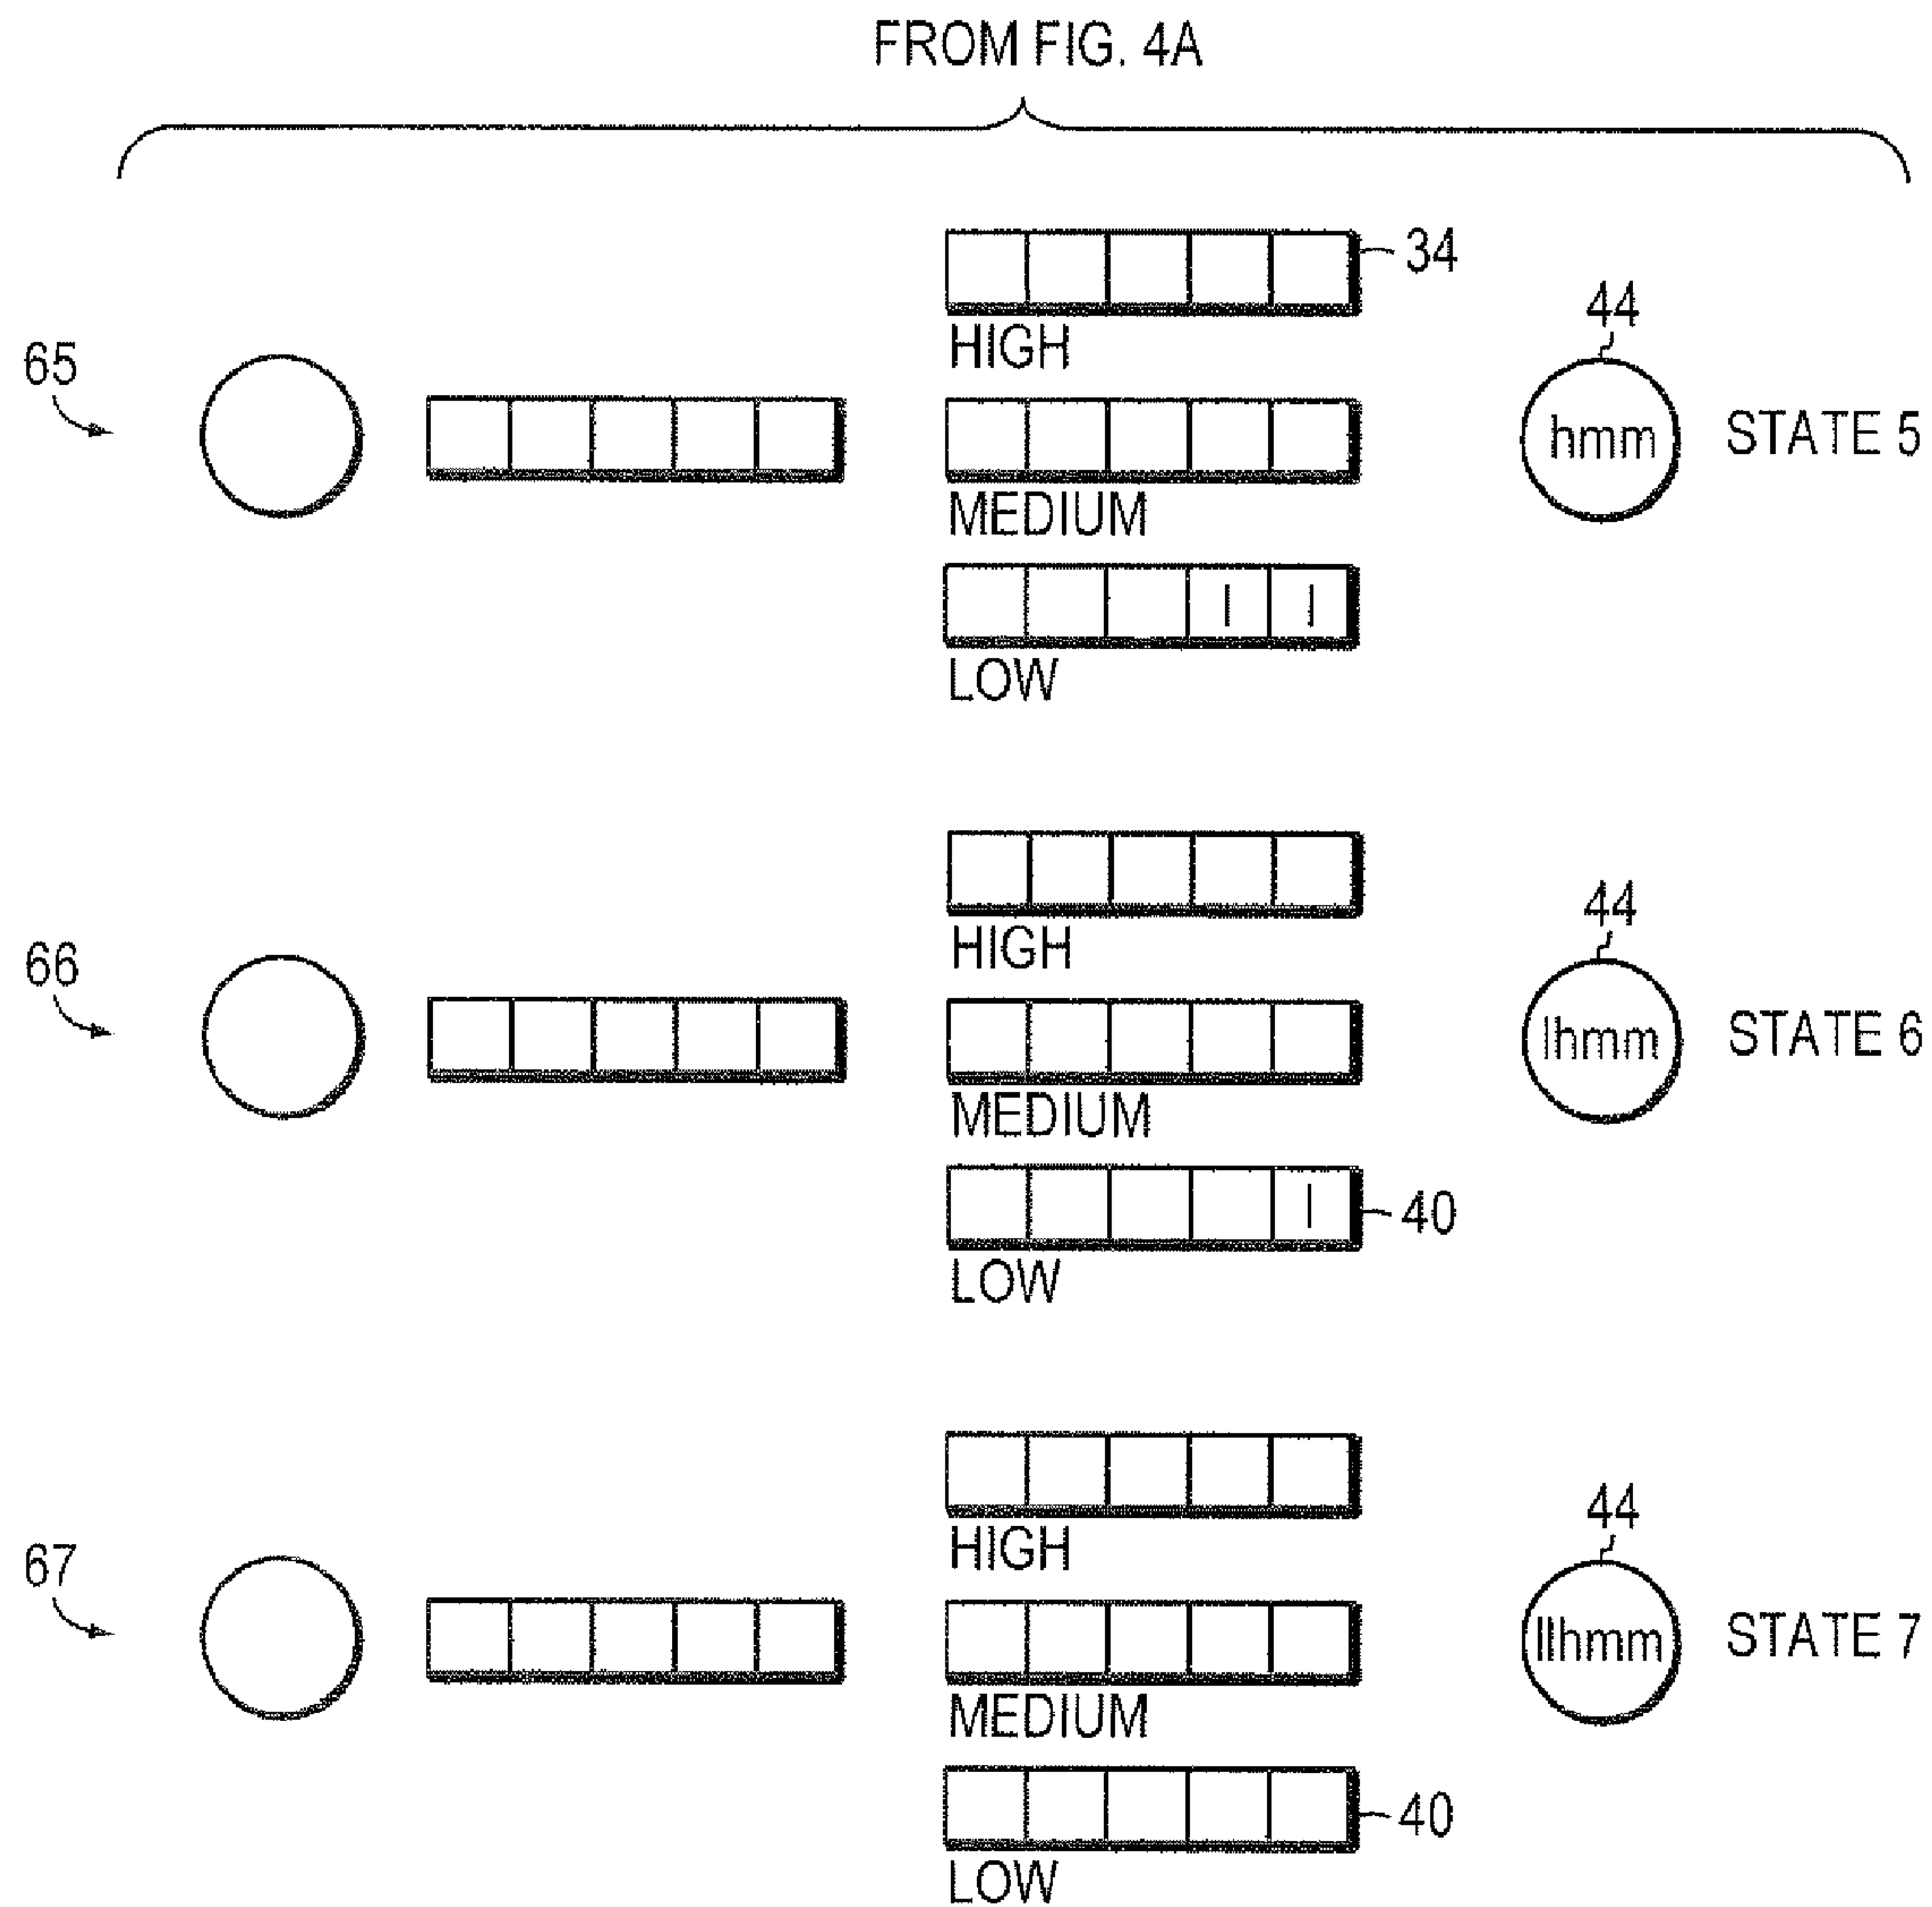 FROM FIG. 4A
34
HIGH
44
65
hmm
STATE 5
MEDIUM
l l
LOW
HIGH
44
66
lhmm
STATE 6
MEDIUM
l
40
LOW
HIGH
44
67
llhmm
STATE 7
MEDIUM
40
LOW